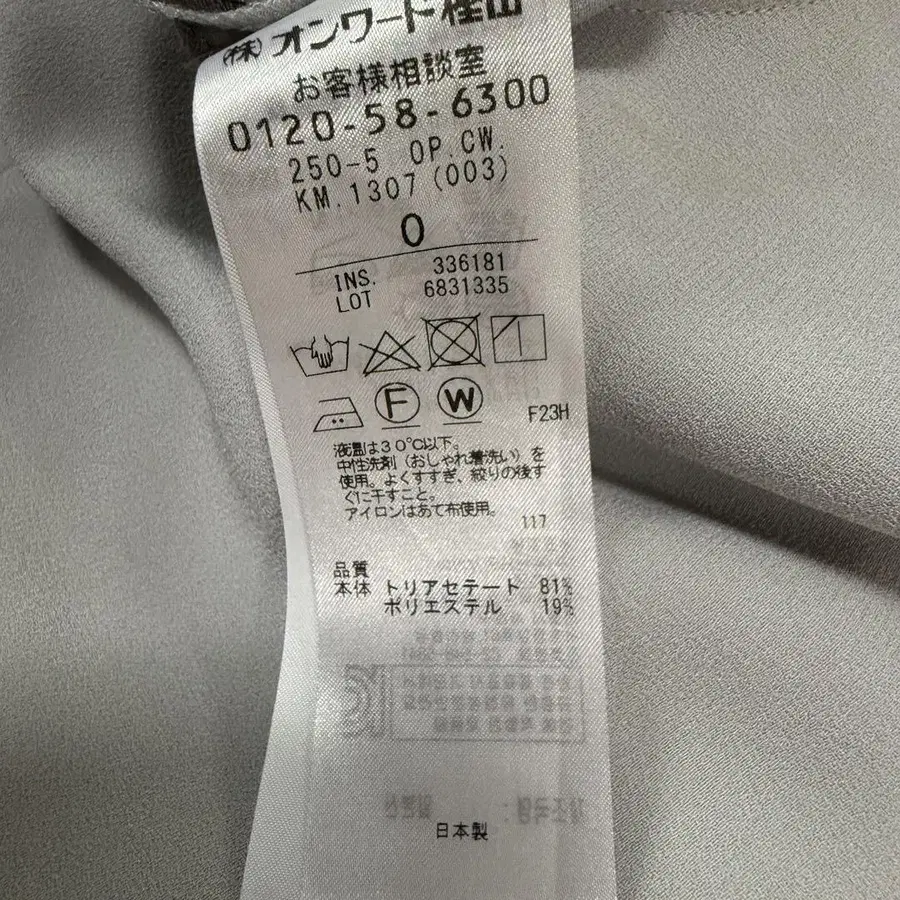 (株)オンワード樫山
お客様相談室
0120-58-6300
250-5 OP.CW.
KM.1307(003)
0
INS. 336181
LOT 6831335
F W F23H
液温は30℃以下。
中性洗剤(おしゃれ着洗い)を
使用。よくすすぎ、絞りの後す
ぐに干すこと。
アイロンはあて布使用。
117
品質
本体 トリアセテート 81%
ポリエステル 19%
日本製